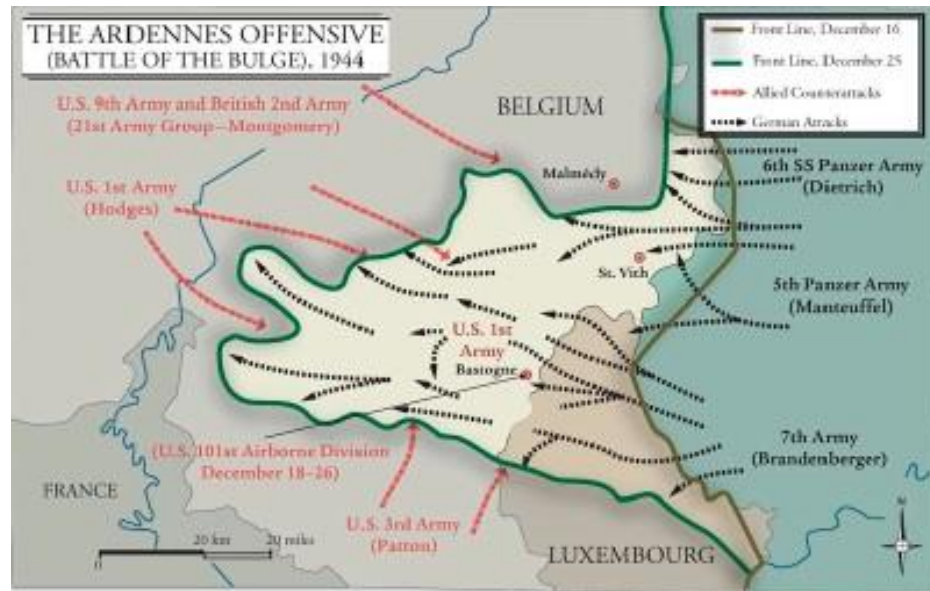 THE ARDENNES OFFENSIVE
(BATTLE OF THE BULGE), 1944
Front Line, December 16
Front Line, December 25
Allied Counterattacks
German Attacks
U.S. 9th Army and British 2nd Army
(21st Army Group—Montgomery)
BELGIUM
Malmédy
6th SS Panzer Army
(Dietrich)
U.S. 1st Army
(Hodges)
St. Vich
5th Panzer Army
(Manteuffel)
U.S. 1st
Army
Bastogne
(U.S. 101st Airborne Division
December 18–26)
7th Army
(Brandenberger)
FRANCE
U.S. 3rd Army
(Patton)
LUXEMBOURG
20 km
20 miles
0
N